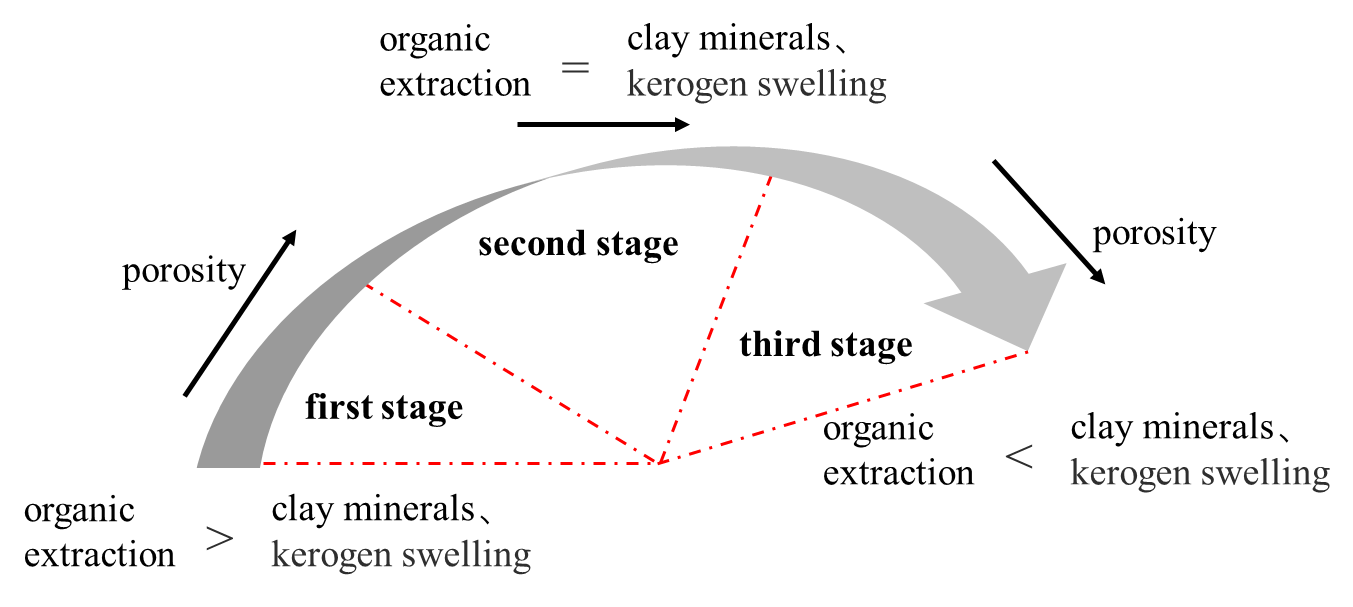 organic
extraction
=
clay minerals、
kerogen swelling
porosity
porosity
second stage
third stage
first stage
organic
extraction
<
clay minerals、
kerogen swelling
organic
extraction
>
clay minerals、
kerogen swelling